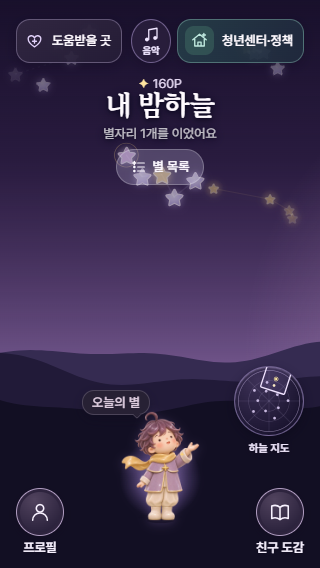 도움받을 곳
음악
청년센터·정책
160P
내 밤하늘
별자리 1개를 이었어요
별 목록
오늘의 별
하늘 지도
프로필
친구 도감